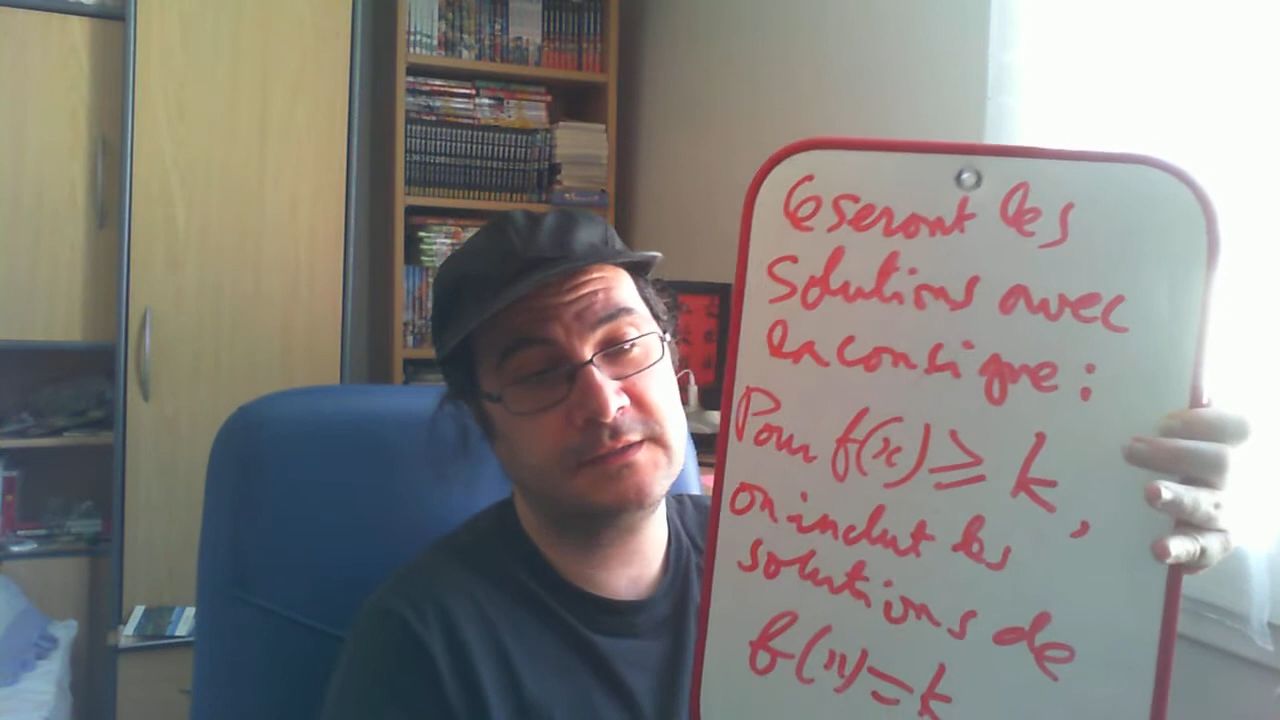 Ce seront les
solutions avec
la consigne :
Pour f(x) ≥ k,
on inclut les
solutions de
f(x)=k